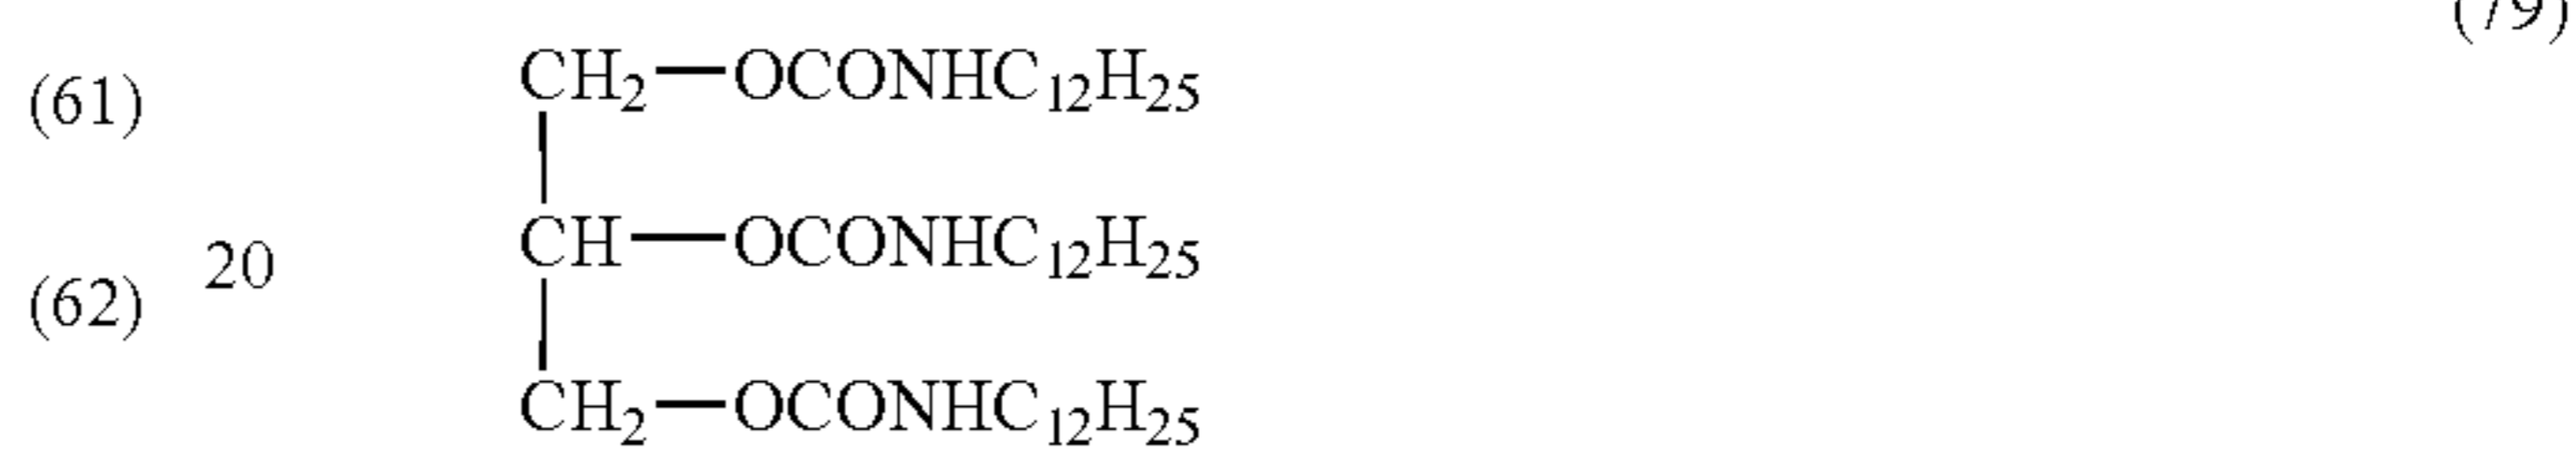 (79)
CH₂—OCONHC₁₂H₂₅
(61)
CH—OCONHC₁₂H₂₅
20
(62)
CH₂—OCONHC₁₂H₂₅